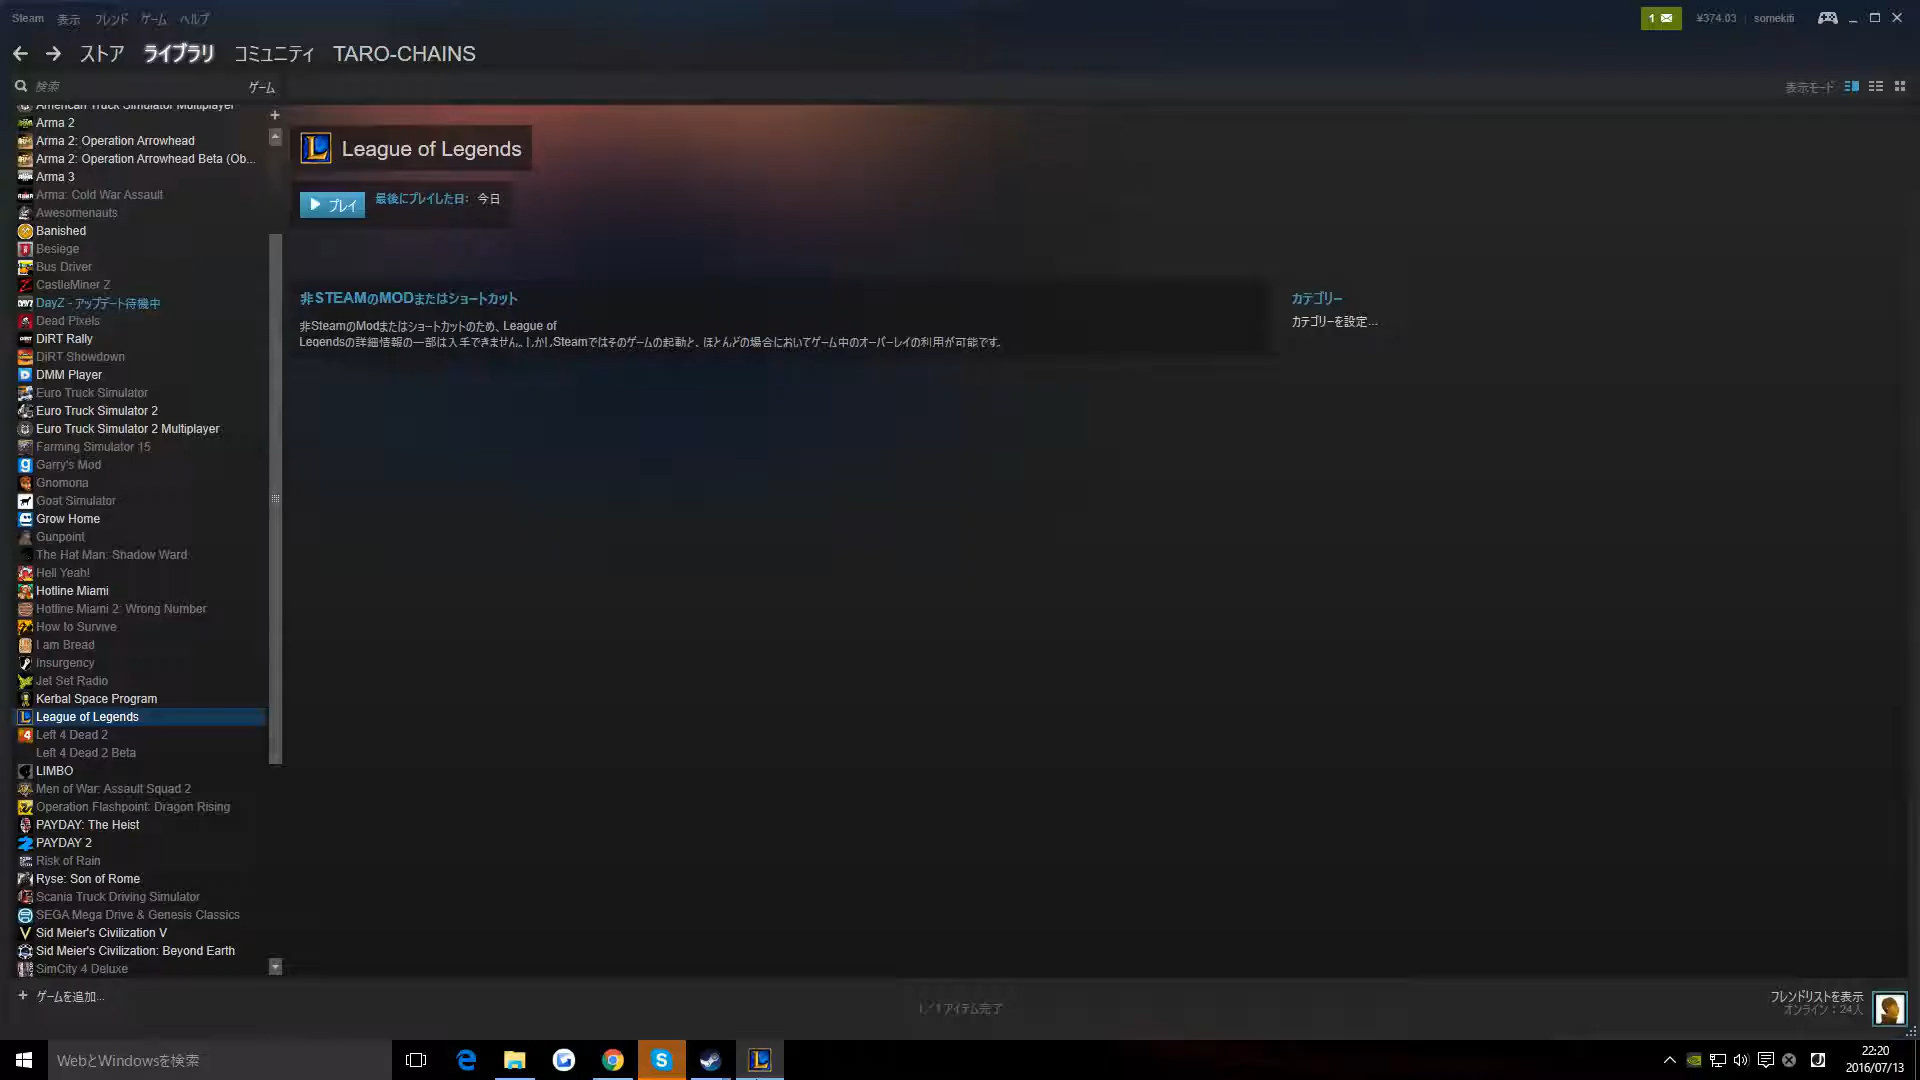 Steam 表示 フレンド ゲーム ヘルプ
1 ¥374.03 somekiti
ストア ライブラリ コミュニティ TARO-CHAINS
検索 ゲーム 表示モード
American Truck Simulator Multiplayer
Arma 2
Arma 2: Operation Arrowhead
Arma 2: Operation Arrowhead Beta (Ob...
Arma 3
Arma: Cold War Assault
Awesomenauts
Banished
Besiege
Bus Driver
CastleMiner Z
DayZ - アップデート待機中
Dead Pixels
DiRT Rally
DiRT Showdown
DMM Player
Euro Truck Simulator
Euro Truck Simulator 2
Euro Truck Simulator 2 Multiplayer
Farming Simulator 15
Garry's Mod
Gnomoria
Goat Simulator
Grow Home
Gunpoint
The Hat Man: Shadow Ward
Hell Yeah!
Hotline Miami
Hotline Miami 2: Wrong Number
How to Survive
I am Bread
Insurgency
Jet Set Radio
Kerbal Space Program
League of Legends
Left 4 Dead 2
Left 4 Dead 2 Beta
LIMBO
Men of War: Assault Squad 2
Operation Flashpoint: Dragon Rising
PAYDAY: The Heist
PAYDAY 2
Risk of Rain
Ryse: Son of Rome
Scania Truck Driving Simulator
SEGA Mega Drive & Genesis Classics
Sid Meier's Civilization V
Sid Meier's Civilization: Beyond Earth
SimCity 4 Deluxe
League of Legends
プレイ 最後にプレイした日: 今日
非STEAMのMODまたはショートカット
非SteamのModまたはショートカットのため、League of
Legendsの詳細情報の一部は入手できません。しかしSteamではそのゲームの起動と、ほとんどの場合においてゲーム中のオーバーレイの利用が可能です。
カテゴリー
カテゴリーを設定...
ゲームを追加...
1／1 アイテム完了
フレンドリストを表示
オンライン：24人
WebとWindowsを検索
22:20
2016/07/13